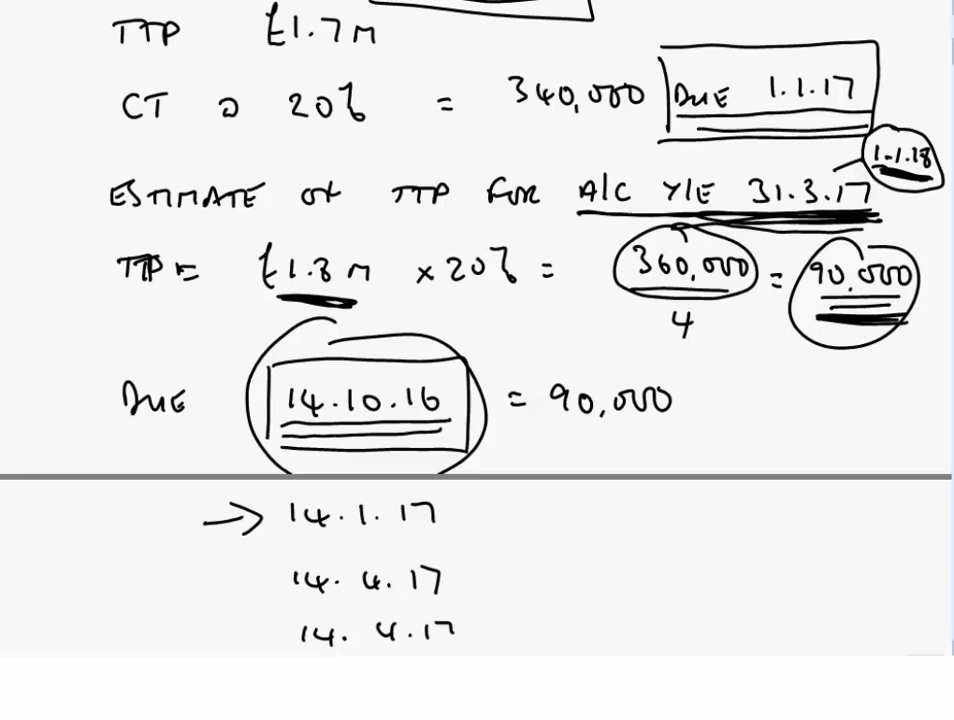 TTP £1.7M
CT @ 20% = 340,000 DUE 1.1.17
1.1.18
ESTIMATE OF TTP FOR A/C Y/E 31.3.17
TTP = £1.8M × 20% = 360,000 = 90,000
4
DUE 14.10.16 = 90,000
→ 14.1.17
14.4.17
14.4.17